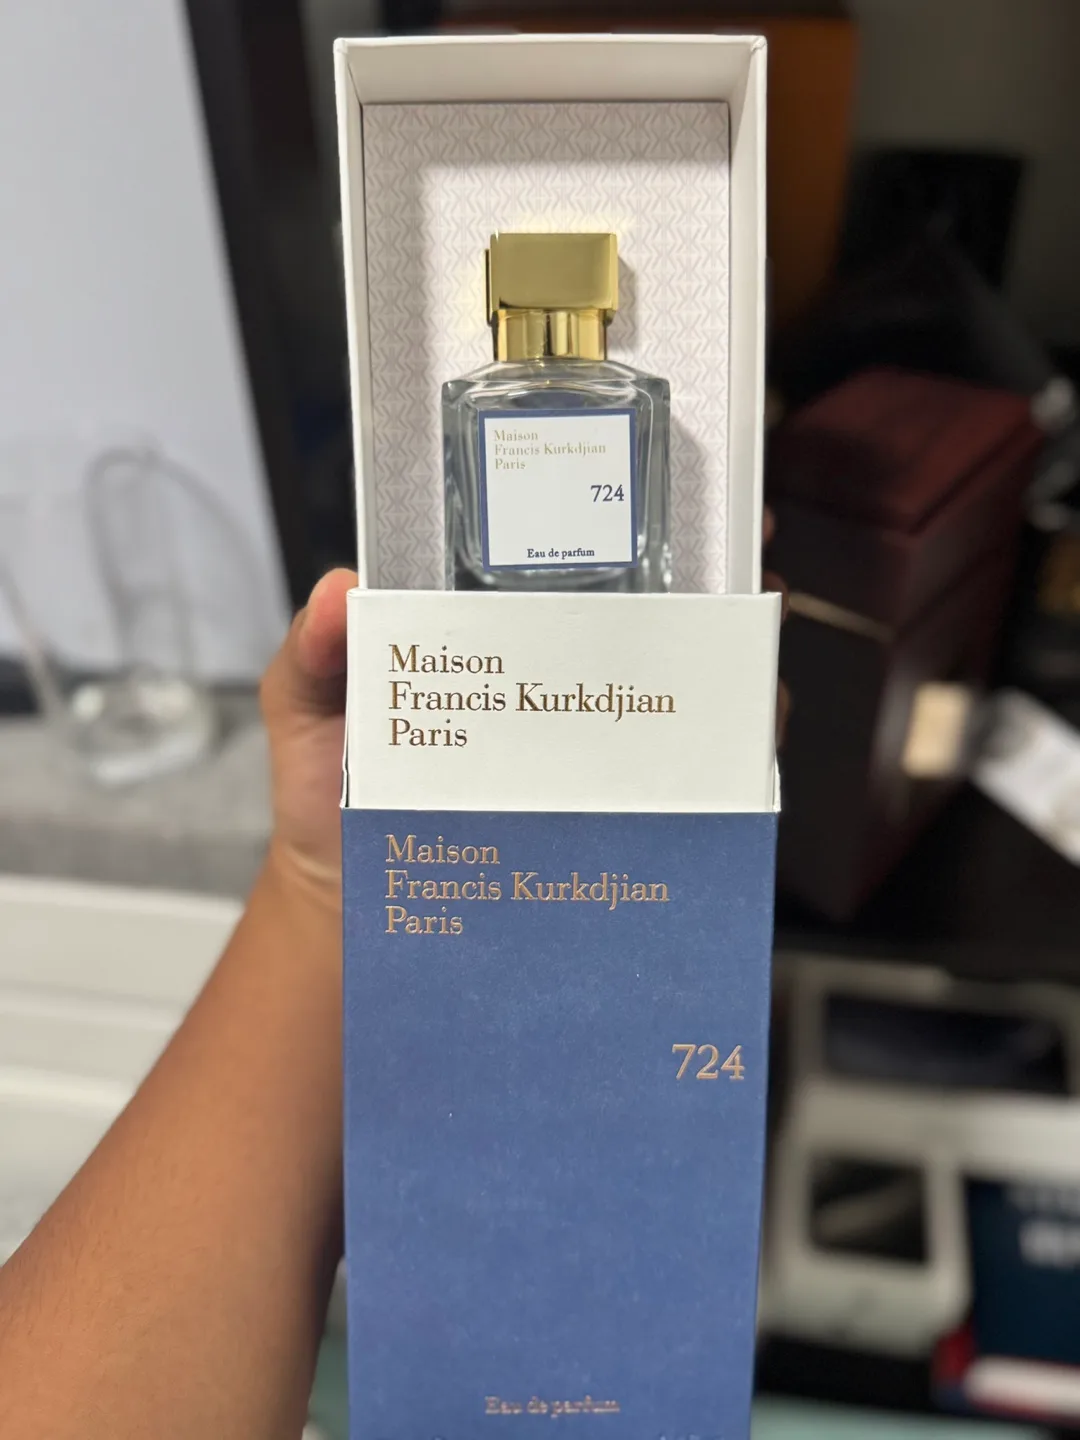 Maison
Francis Kurkdjian
Paris
724
Eau de parfum
Maison
Francis Kurkdjian
Paris
Maison
Francis Kurkdjian
Paris
724
Eau de parfum